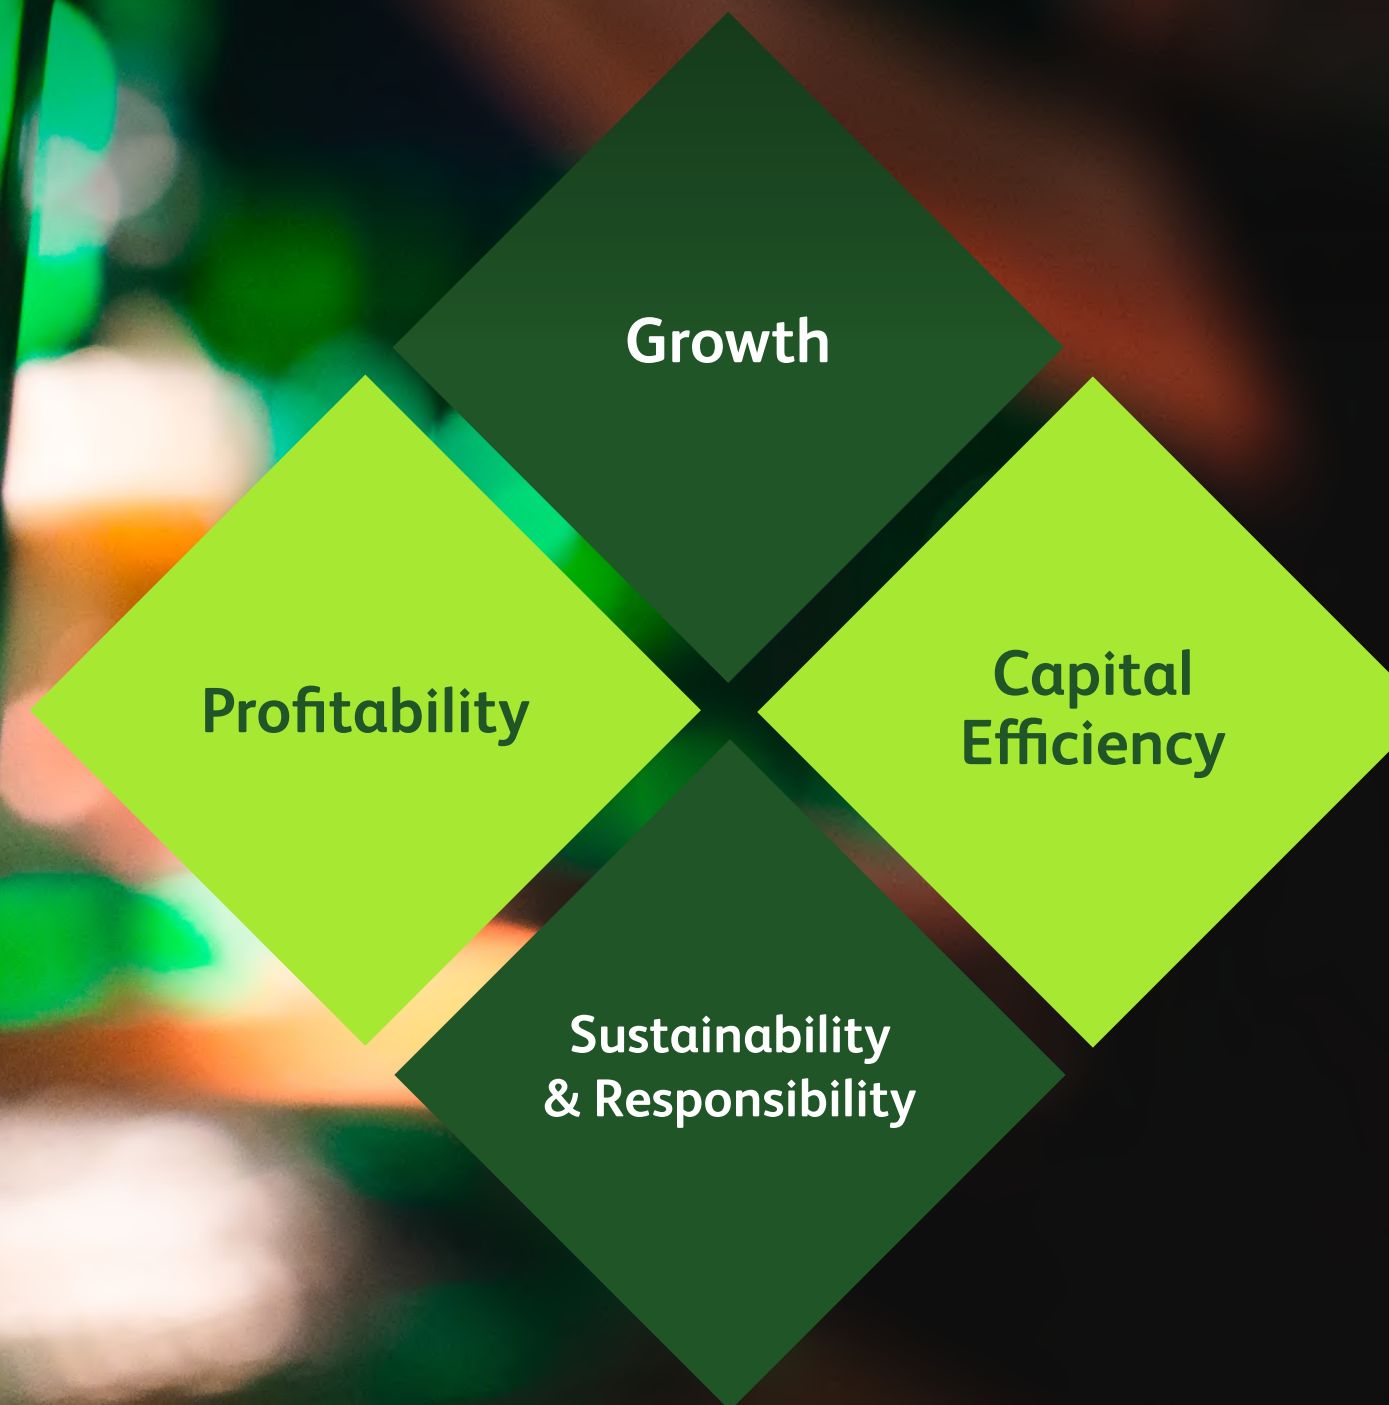 Growth
Profitability
Capital
Efficiency
Sustainability
& Responsibility